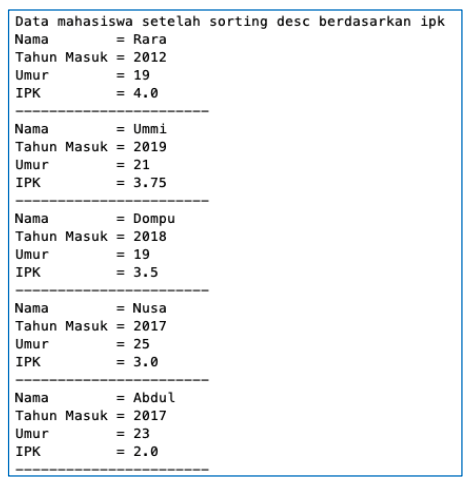 Data mahasiswa setelah sorting desc berdasarkan ipk
Nama        = Rara
Tahun Masuk = 2012
Umur        = 19
IPK         = 4.0
-----------------------
Nama        = Ummi
Tahun Masuk = 2019
Umur        = 21
IPK         = 3.75
-----------------------
Nama        = Dompu
Tahun Masuk = 2018
Umur        = 19
IPK         = 3.5
-----------------------
Nama        = Nusa
Tahun Masuk = 2017
Umur        = 25
IPK         = 3.0
-----------------------
Nama        = Abdul
Tahun Masuk = 2017
Umur        = 23
IPK         = 2.0
-----------------------